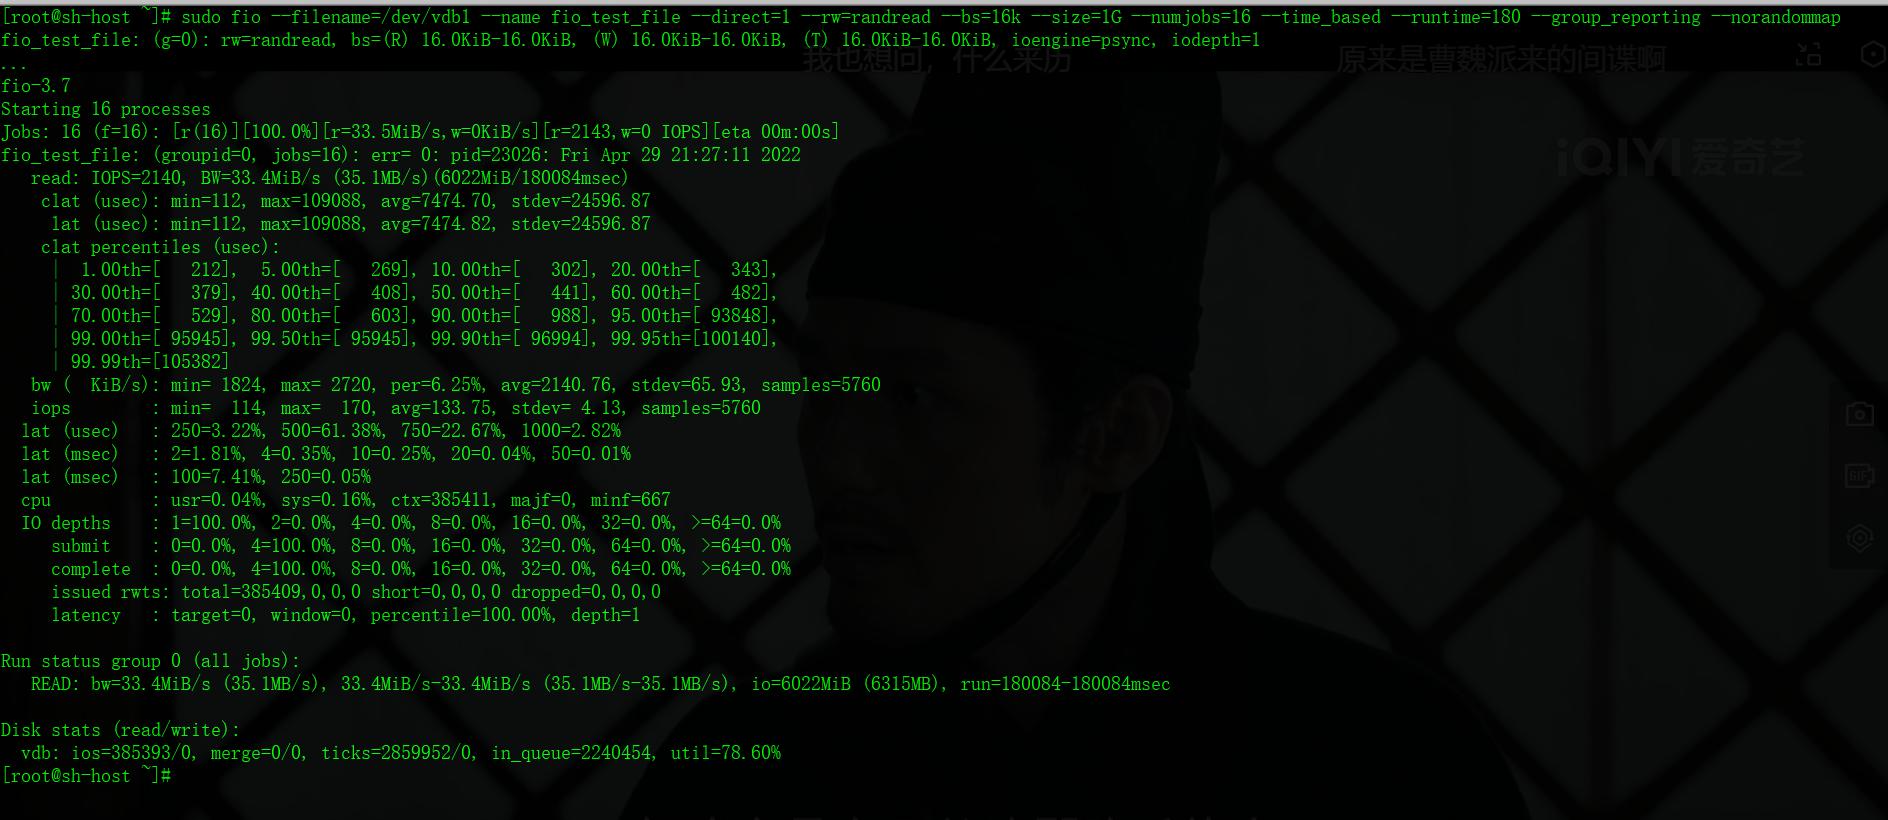 [root@sh-host ~]# sudo fio --filename=/dev/vdb1 --name fio_test_file --direct=1 --rw=randread --bs=16k --size=1G --numjobs=16 --time_based --runtime=180 --group_reporting --norandommap
fio_test_file: (g=0): rw=randread, bs=(R) 16.0KiB-16.0KiB, (W) 16.0KiB-16.0KiB, (T) 16.0KiB-16.0KiB, ioengine=psync, iodepth=1
我也想问，什么来历 原来是曹魏派来的间谍啊
...
fio-3.7
Starting 16 processes
Jobs: 16 (f=16): [r(16)][100.0%][r=33.5MiB/s,w=0KiB/s][r=2143,w=0 IOPS][eta 00m:00s]
fio_test_file: (groupid=0, jobs=16): err= 0: pid=23026: Fri Apr 29 21:27:11 2022
iQIYI 爱奇艺
read: IOPS=2140, BW=33.4MiB/s (35.1MB/s)(6022MiB/180084msec)
clat (usec): min=112, max=109088, avg=7474.70, stdev=24596.87
lat (usec): min=112, max=109088, avg=7474.82, stdev=24596.87
clat percentiles (usec):
| 1.00th=[ 212], 5.00th=[ 269], 10.00th=[ 302], 20.00th=[ 343],
| 30.00th=[ 379], 40.00th=[ 408], 50.00th=[ 441], 60.00th=[ 482],
| 70.00th=[ 529], 80.00th=[ 603], 90.00th=[ 988], 95.00th=[ 93848],
| 99.00th=[ 95945], 99.50th=[ 95945], 99.90th=[ 96994], 99.95th=[100140],
| 99.99th=[105382]
bw ( KiB/s): min= 1824, max= 2720, per=6.25%, avg=2140.76, stdev=65.93, samples=5760
iops : min= 114, max= 170, avg=133.75, stdev= 4.13, samples=5760
lat (usec) : 250=3.22%, 500=61.38%, 750=22.67%, 1000=2.82%
lat (msec) : 2=1.81%, 4=0.35%, 10=0.25%, 20=0.04%, 50=0.01%
lat (msec) : 100=7.41%, 250=0.05%
GIF
cpu : usr=0.04%, sys=0.16%, ctx=385411, majf=0, minf=667
IO depths : 1=100.0%, 2=0.0%, 4=0.0%, 8=0.0%, 16=0.0%, 32=0.0%, >=64=0.0%
submit : 0=0.0%, 4=100.0%, 8=0.0%, 16=0.0%, 32=0.0%, 64=0.0%, >=64=0.0%
complete : 0=0.0%, 4=100.0%, 8=0.0%, 16=0.0%, 32=0.0%, 64=0.0%, >=64=0.0%
issued rwts: total=385409,0,0,0 short=0,0,0,0 dropped=0,0,0,0
latency : target=0, window=0, percentile=100.00%, depth=1
Run status group 0 (all jobs):
READ: bw=33.4MiB/s (35.1MB/s), 33.4MiB/s-33.4MiB/s (35.1MB/s-35.1MB/s), io=6022MiB (6315MB), run=180084-180084msec
Disk stats (read/write):
vdb: ios=385393/0, merge=0/0, ticks=2859952/0, in_queue=2240454, util=78.60%
[root@sh-host ~]#